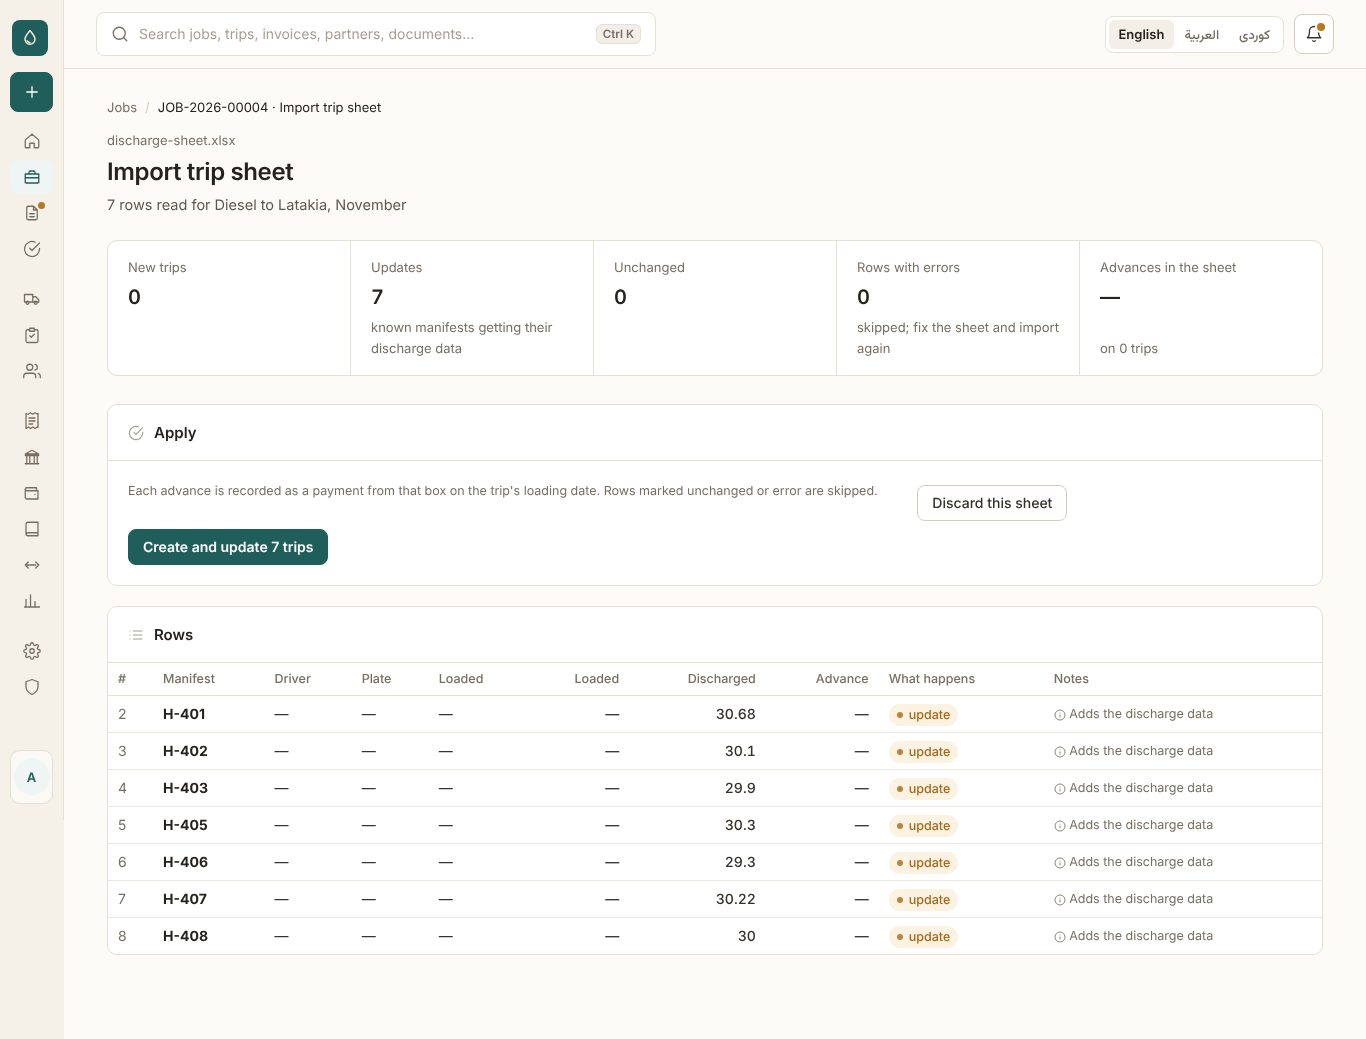 Search jobs, trips, invoices, partners, documents...
Ctrl K
English
العربية
كوردی
Jobs / JOB-2026-00004 · Import trip sheet
discharge-sheet.xlsx
Import trip sheet
7 rows read for Diesel to Latakia, November
New trips
0
Updates
7
known manifests getting their
discharge data
Unchanged
0
Rows with errors
0
skipped; fix the sheet and import
again
Advances in the sheet
—
on 0 trips
Apply
Each advance is recorded as a payment from that box on the trip's loading date. Rows marked unchanged or error are skipped.
Discard this sheet
Create and update 7 trips
Rows
# Manifest Driver Plate Loaded Loaded Discharged Advance What happens Notes
2 H-401 — — — — 30.68 — update Adds the discharge data
3 H-402 — — — — 30.1 — update Adds the discharge data
4 H-403 — — — — 29.9 — update Adds the discharge data
5 H-405 — — — — 30.3 — update Adds the discharge data
6 H-406 — — — — 29.3 — update Adds the discharge data
7 H-407 — — — — 30.22 — update Adds the discharge data
8 H-408 — — — — 30 — update Adds the discharge data
A